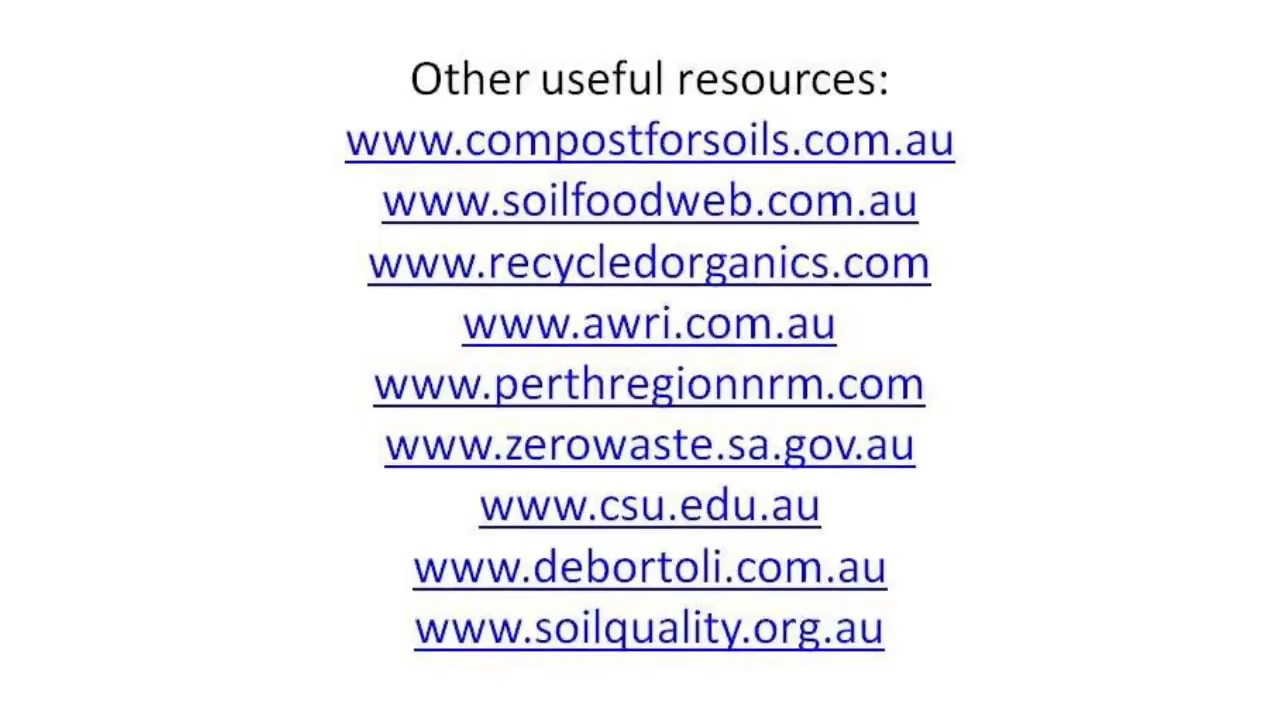 Other useful resources:
www.compostforsoils.com.au
www.soilfoodweb.com.au
www.recycledorganics.com
www.awri.com.au
www.perthregionnrm.com
www.zerowaste.sa.gov.au
www.csu.edu.au
www.debortoli.com.au
www.soilquality.org.au